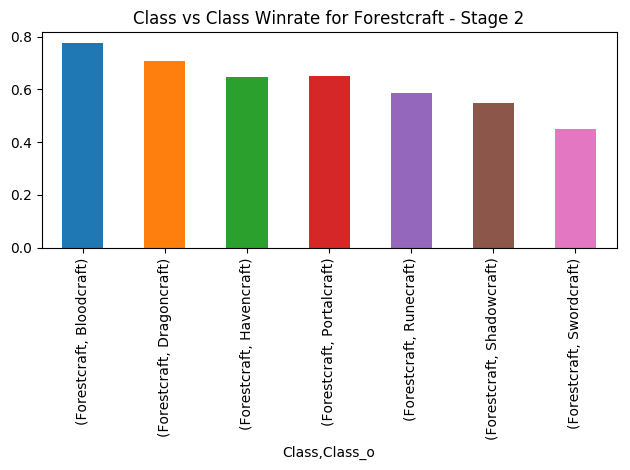 Class vs Class Winrate for Forestcraft - Stage 2
0.8
0.6
0.4
0.2
0.0
(Forestcraft, Bloodcraft)
(Forestcraft, Dragoncraft)
(Forestcraft, Havencraft)
(Forestcraft, Portalcraft)
(Forestcraft, Runecraft)
(Forestcraft, Shadowcraft)
(Forestcraft, Swordcraft)
Class,Class_o